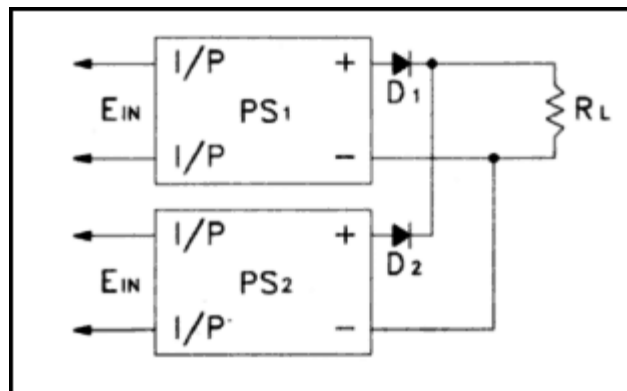 I/P +
D1
EIN PS1 RL
I/P −
I/P +
D2
EIN PS2
I/P −